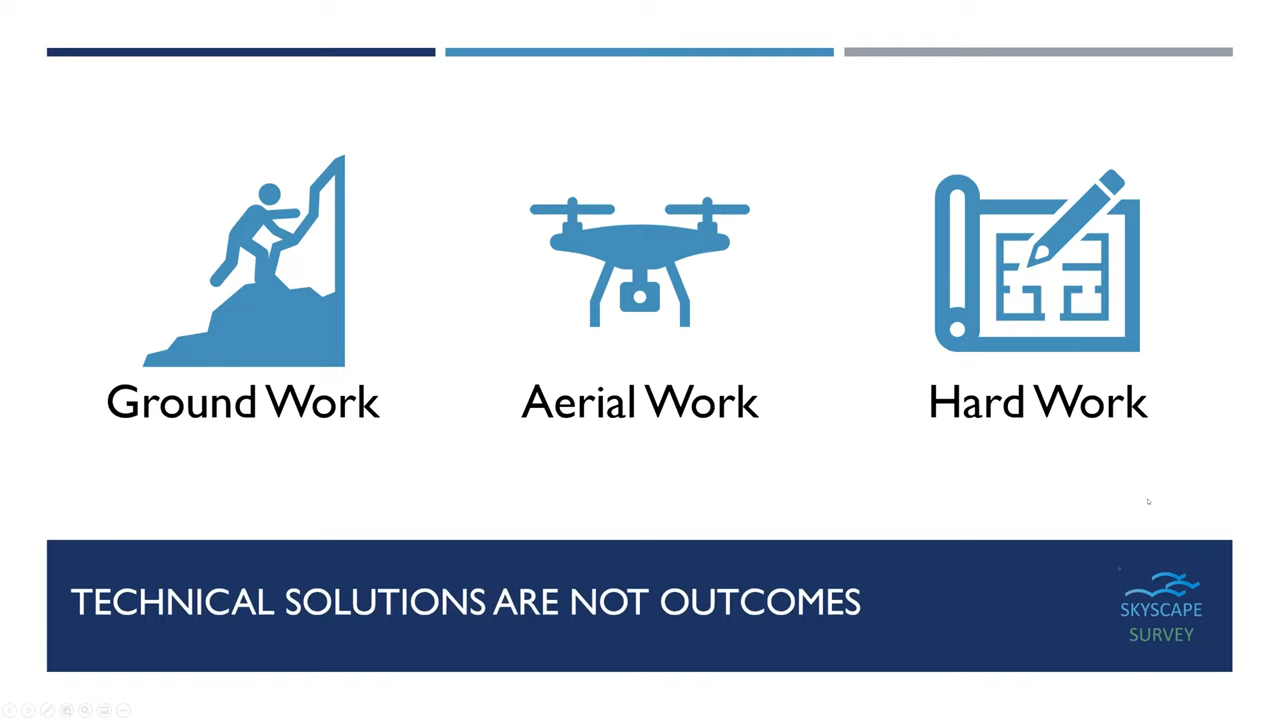 Ground Work
Aerial Work
Hard Work
TECHNICAL SOLUTIONS ARE NOT OUTCOMES
SKYSCAPE
SURVEY